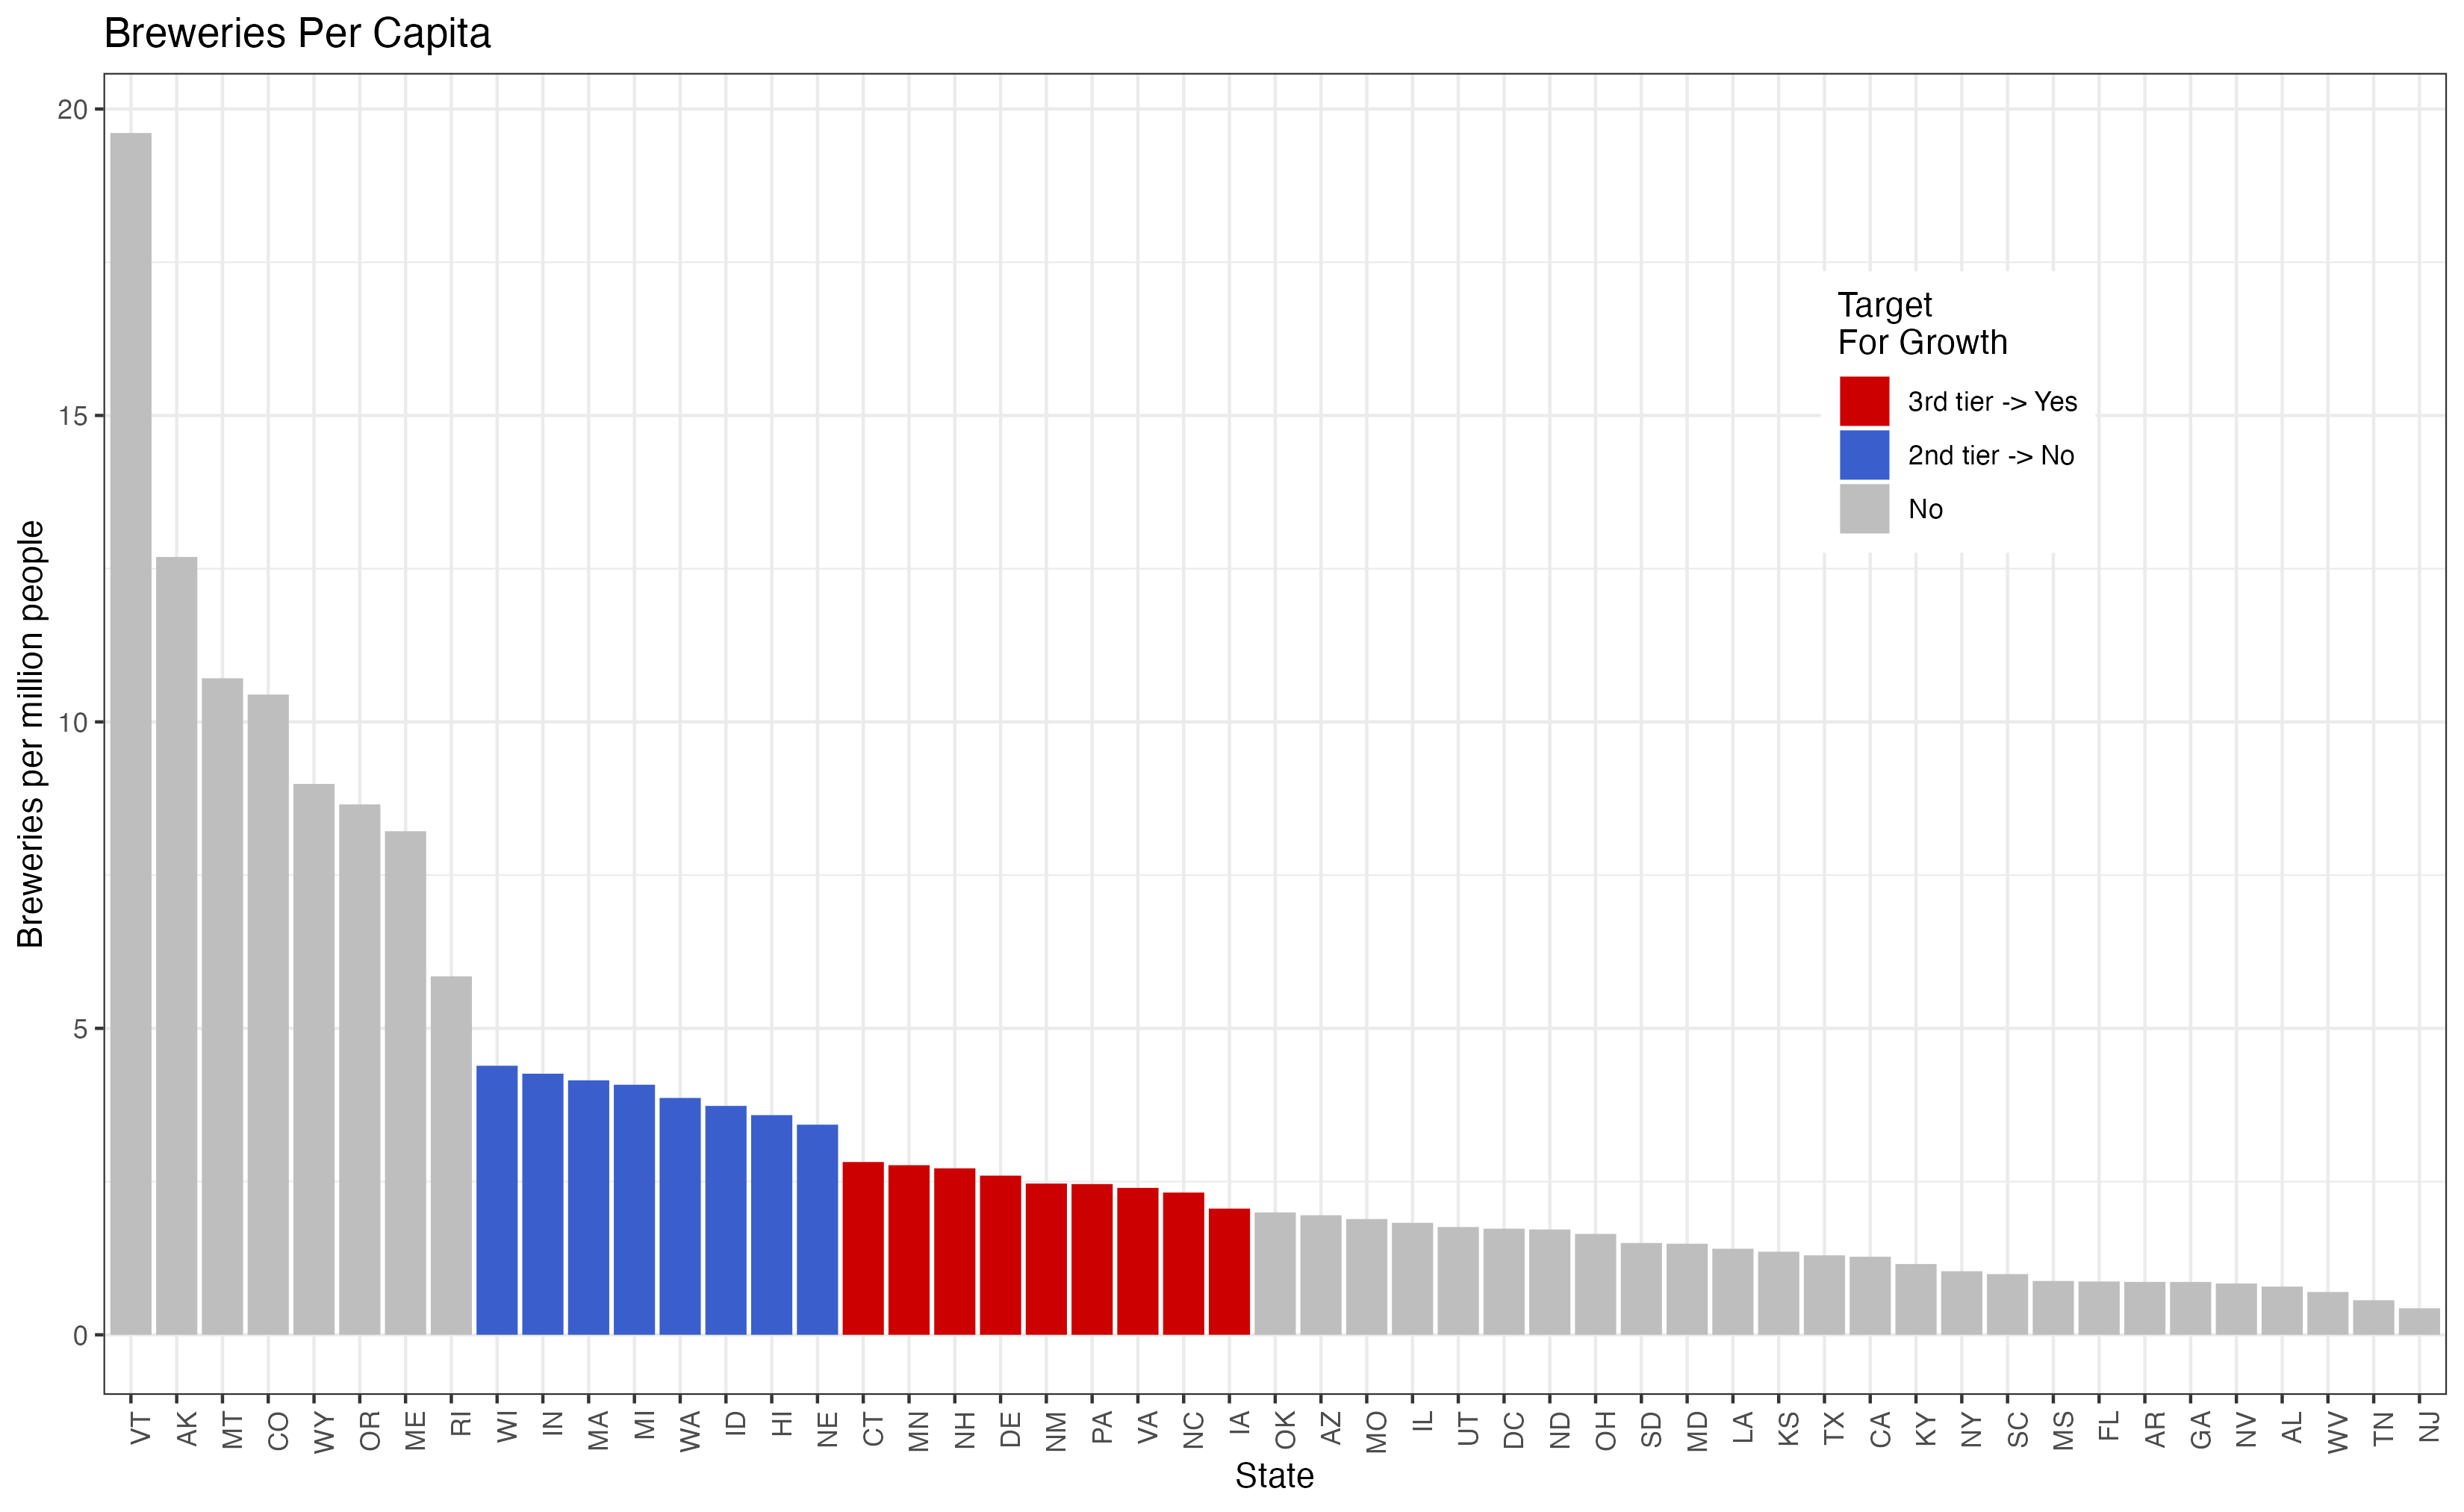 Breweries Per Capita
Breweries per million people
20
15
10
5
0
Target
For Growth
3rd tier -> Yes
2nd tier -> No
No
VT AK MT CO WY OR ME RI WI IN MA MI WA ID HI NE CT MN NH DE NM PA VA NC IA OK AZ MO IL UT DC ND OH SD MD LA KS TX CA KY NY SC MS FL AR GA NV AL WV TN NJ
State